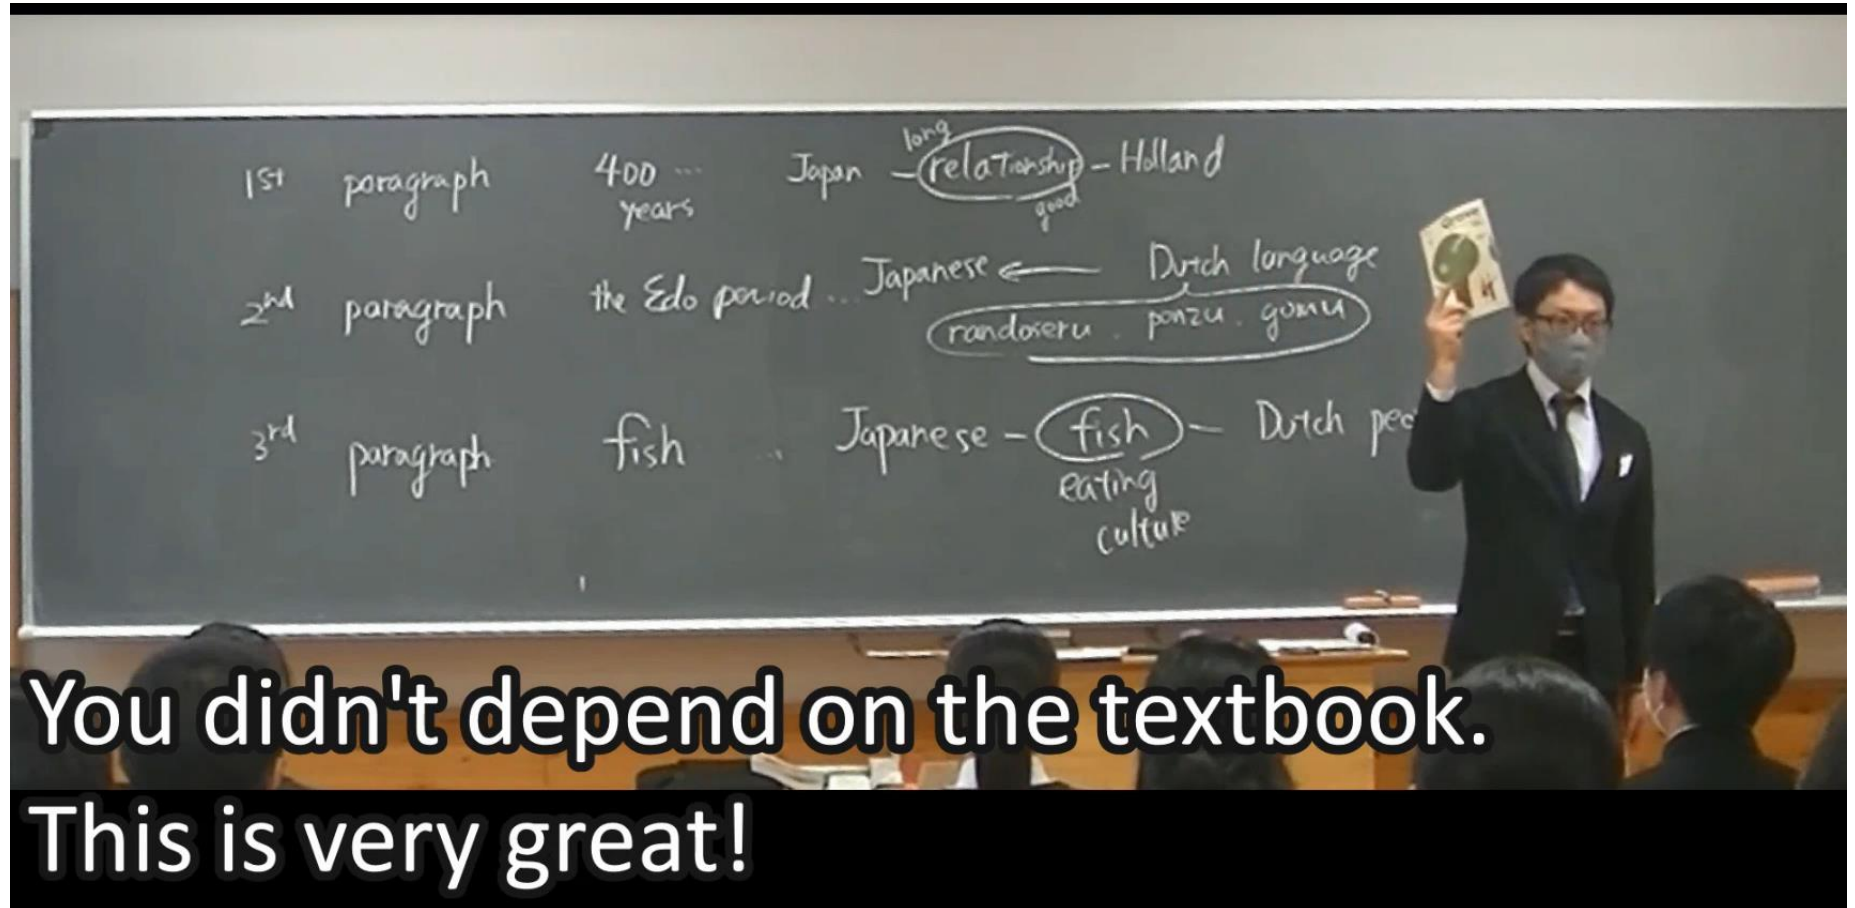 1st paragraph 400 ... years Japan - long relationship good - Holland
2nd paragraph the Edo period ... Japanese ← Dutch language
randoseru . ponzu . gomu
3rd paragraph fish ... Japanese - fish - Dutch peo
eating
culture
You didn't depend on the textbook.
This is very great!